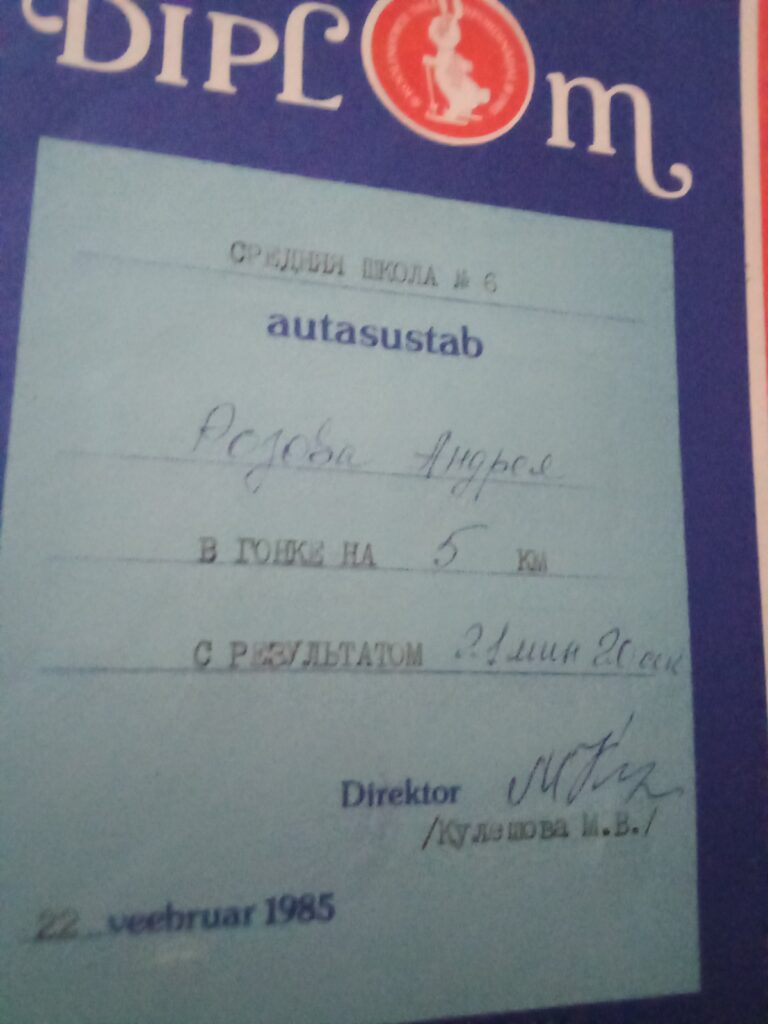 DIPLOM
СРЕДНЯЯ ШКОЛА № 6
autasustab
Розова Андрея
В ГОНКЕ НА 5 КМ
С РЕЗУЛЬТАТОМ 21 мин 20 сек
Direktor
/Кулешова М.В./
22 veebruar 1985